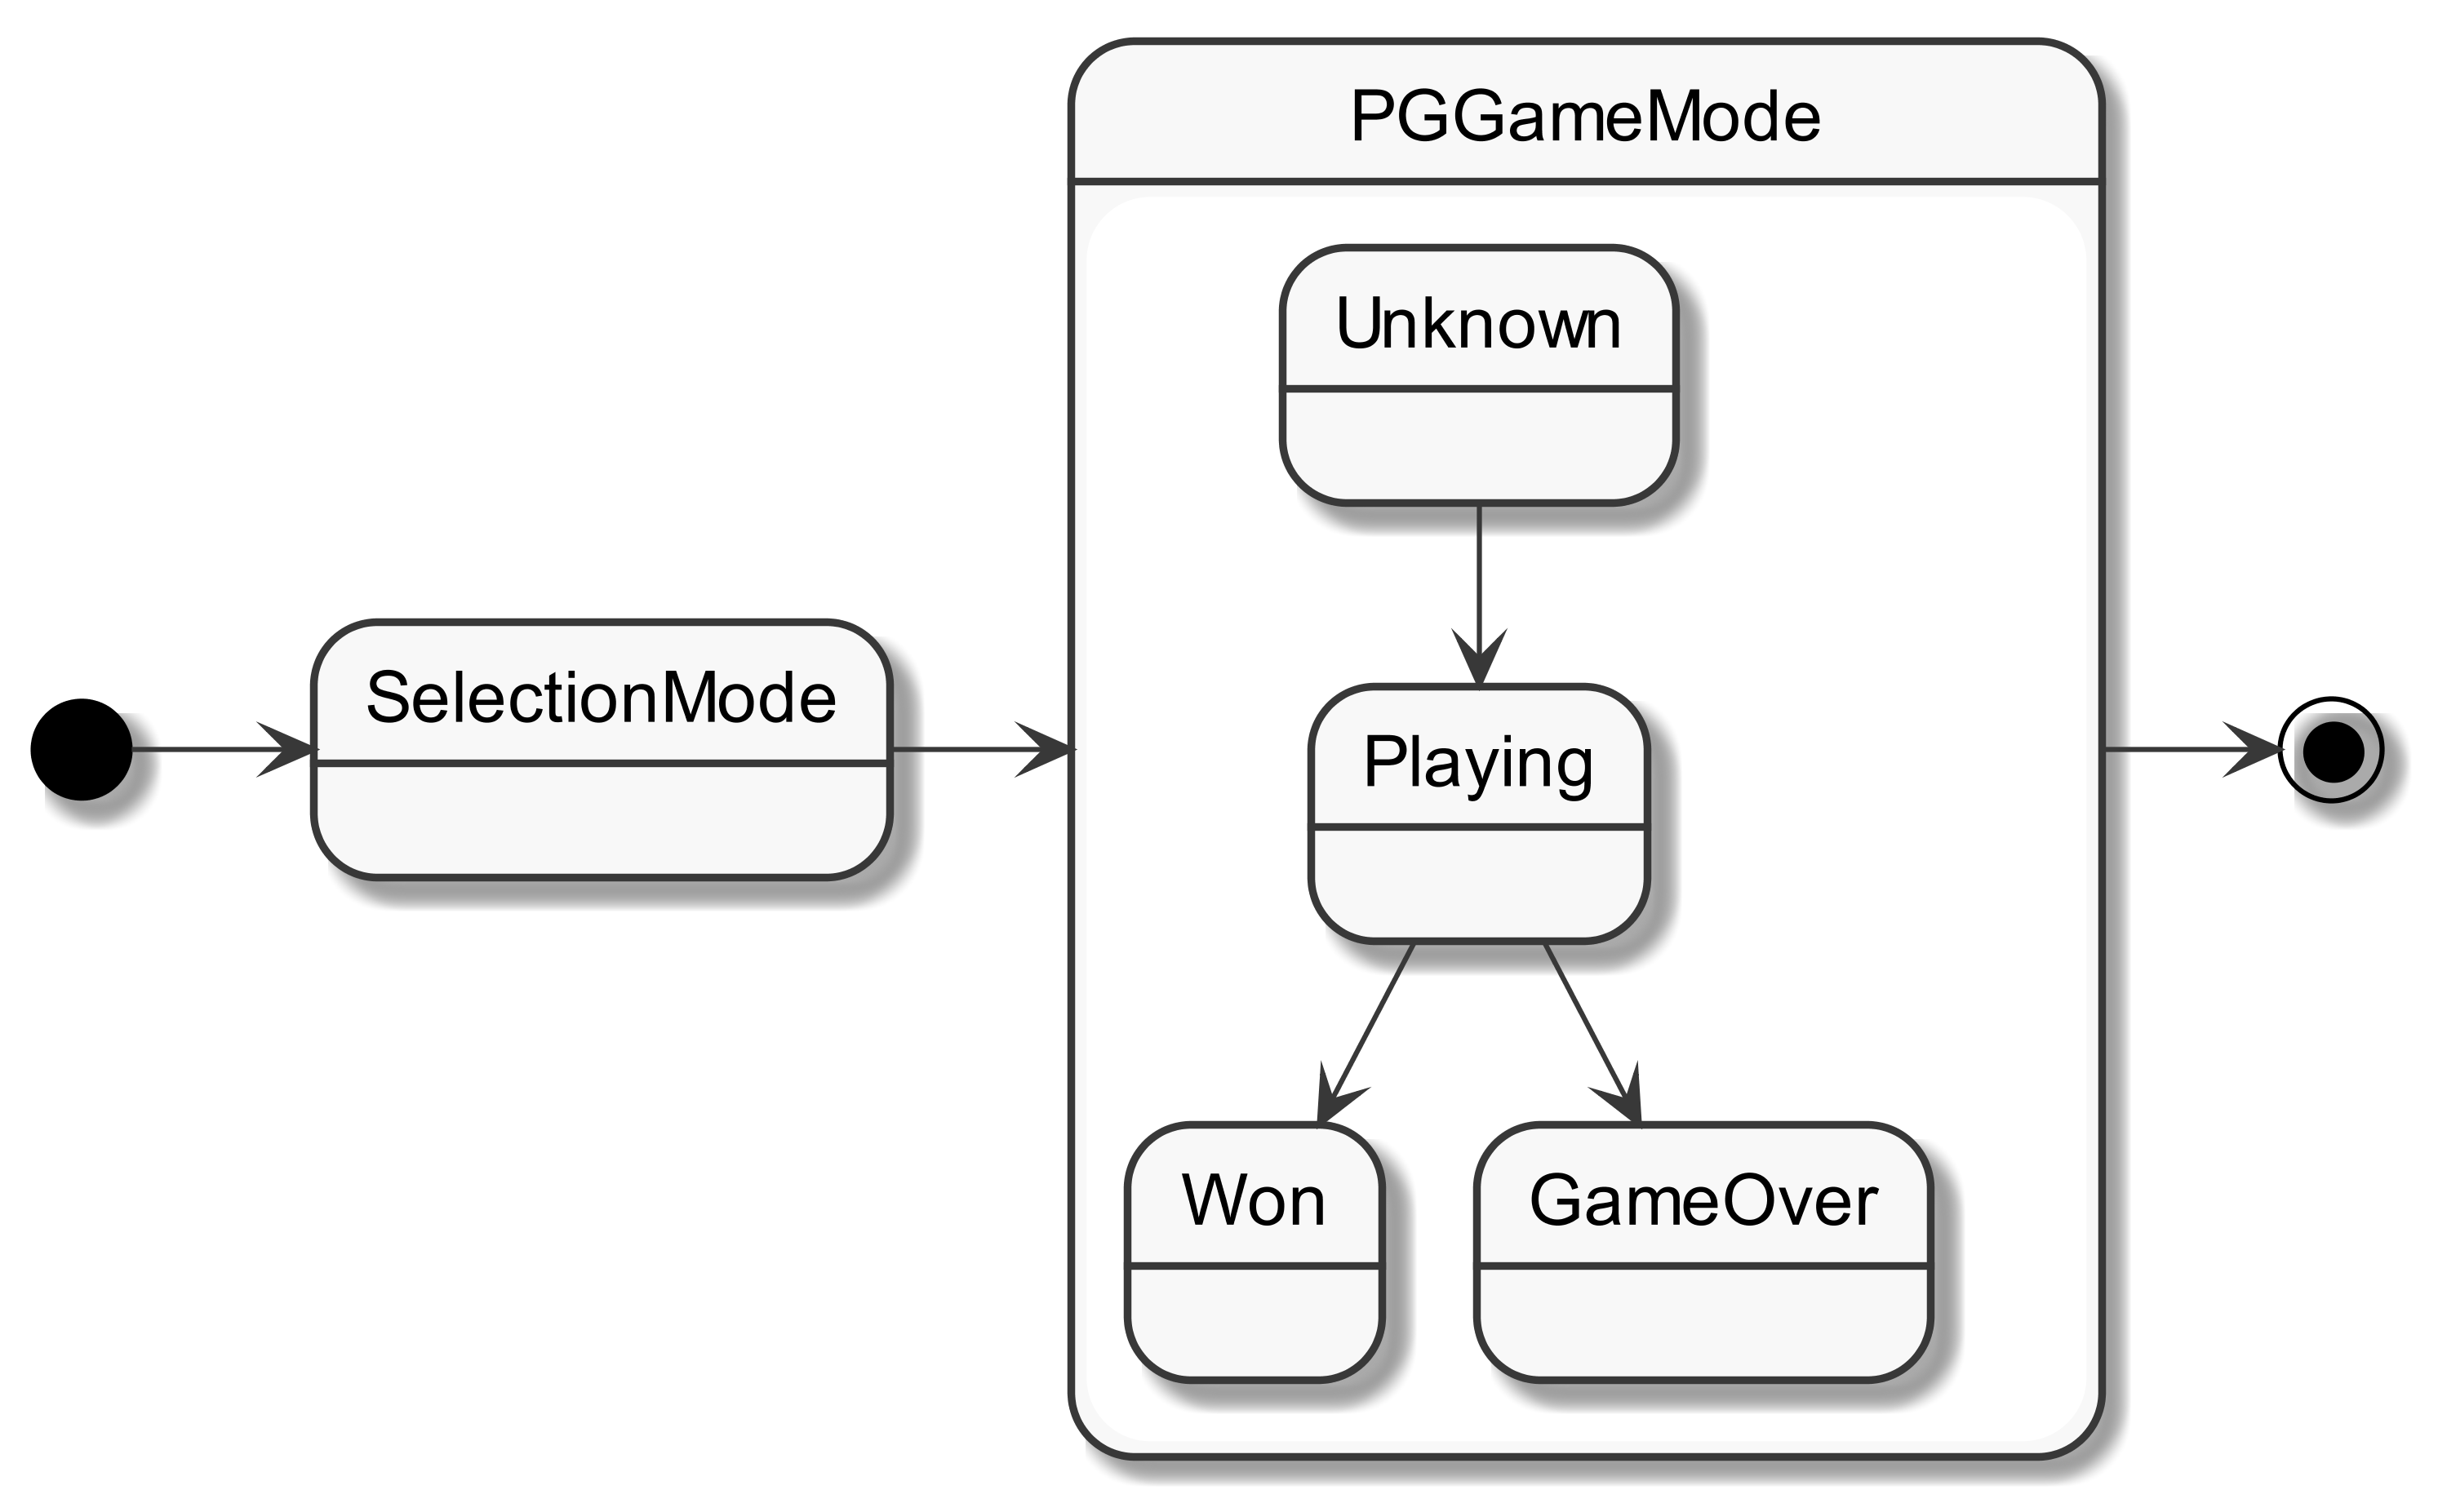 PGGameMode
Unknown
SelectionMode
Playing
Won
GameOver